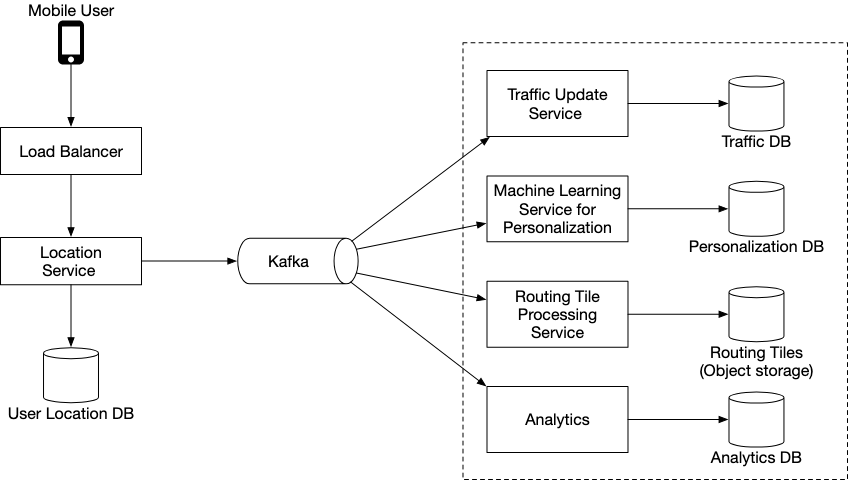 Mobile User
Load Balancer
Location
Service
User Location DB
Kafka
Traffic Update
Service
Traffic DB
Machine Learning
Service for
Personalization
Personalization DB
Routing Tile
Processing
Service
Routing Tiles
(Object storage)
Analytics
Analytics DB